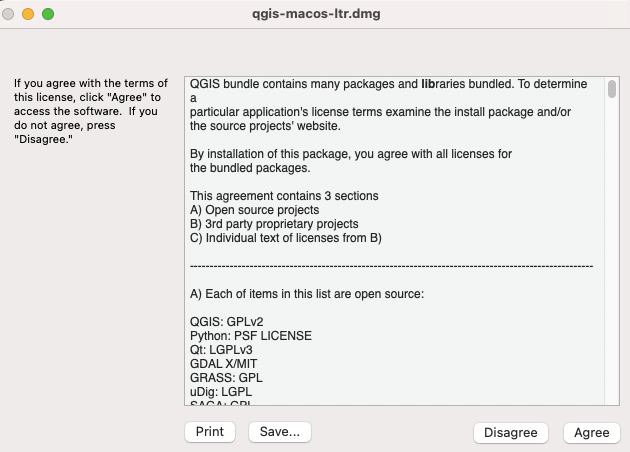 qgis-macos-ltr.dmg
If you agree with the terms of
this license, click "Agree" to
access the software. If you
do not agree, press
"Disagree."
QGIS bundle contains many packages and libraries bundled. To determine
a
particular application's license terms examine the install package and/or
the source projects' website.
By installation of this package, you agree with all licenses for
the bundled packages.
This agreement contains 3 sections
A) Open source projects
B) 3rd party proprietary projects
C) Individual text of licenses from B)
----------------------------------------------------------------------------------------------------
A) Each of items in this list are open source:
QGIS: GPLv2
Python: PSF LICENSE
Qt: LGPLv3
GDAL X/MIT
GRASS: GPL
uDig: LGPL
SAGA: GPL
Print
Save...
Disagree
Agree